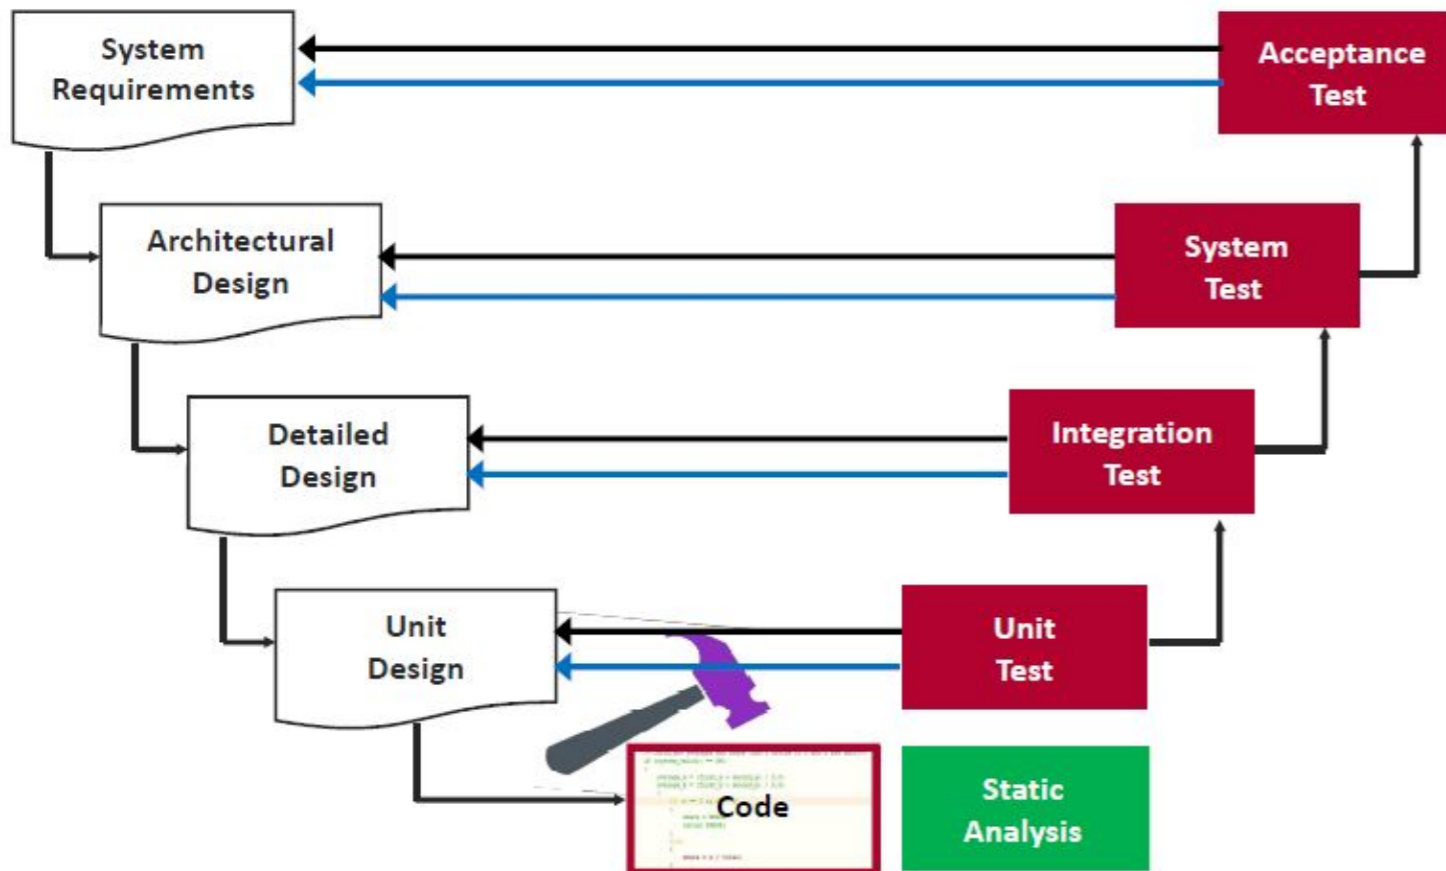 System
Requirements
Acceptance
Test
Architectural
Design
System
Test
Detailed
Design
Integration
Test
Unit
Design
Unit
Test
Code
Static
Analysis